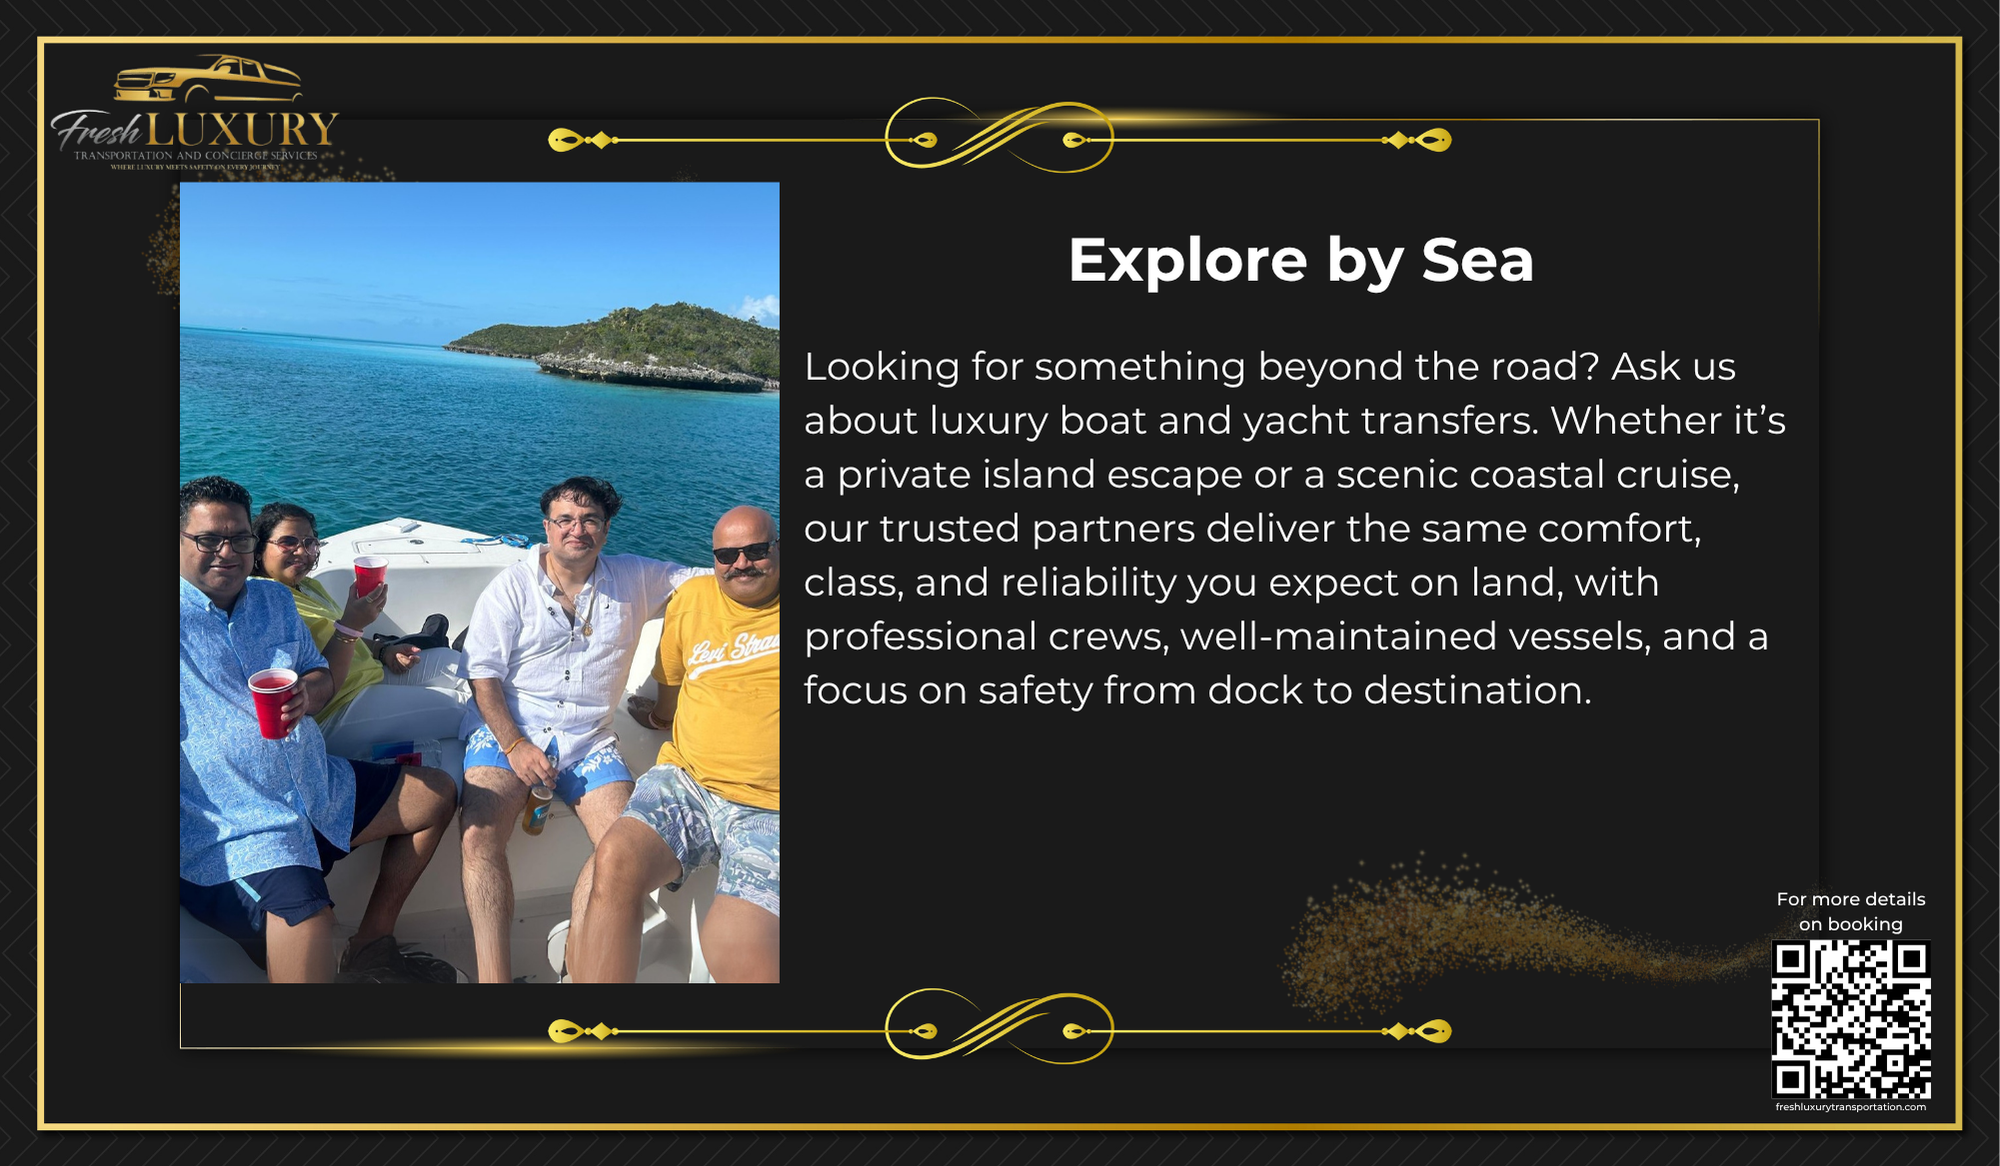 Fresh LUXURY
TRANSPORTATION AND CONCIERGE SERVICES
WHERE LUXURY MEETS SAFETY ON EVERY JOURNEY
Explore by Sea
Looking for something beyond the road? Ask us
about luxury boat and yacht transfers. Whether it’s
a private island escape or a scenic coastal cruise,
our trusted partners deliver the same comfort,
class, and reliability you expect on land, with
professional crews, well-maintained vessels, and a
focus on safety from dock to destination.
Levi
For more details
on booking
freshluxurytransportation.com